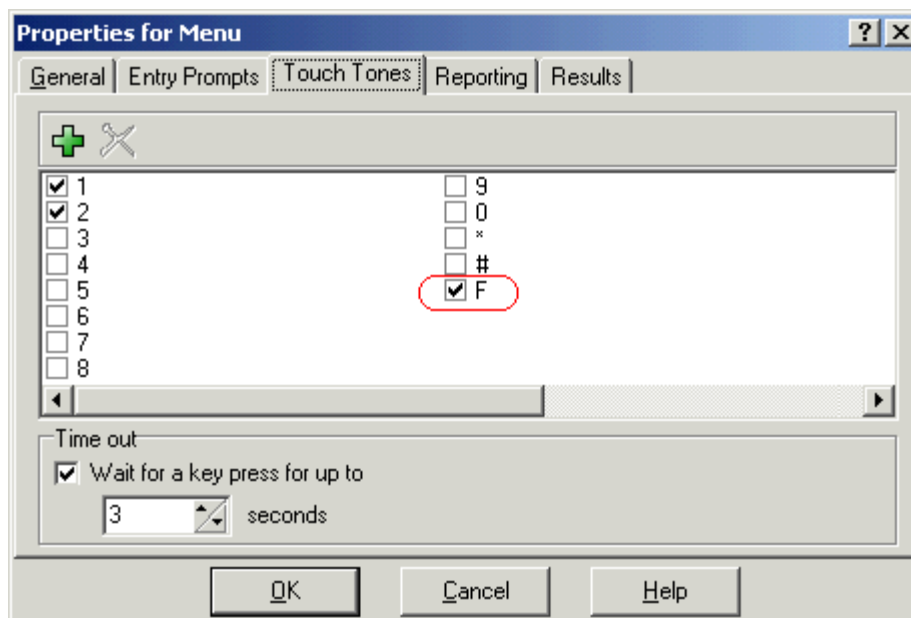 Properties for Menu
General Entry Prompts Touch Tones Reporting Results
1
2
3
4
5
6
7
8
9
0
*
#
F
Time out
Wait for a key press for up to
3 seconds
OK Cancel Help